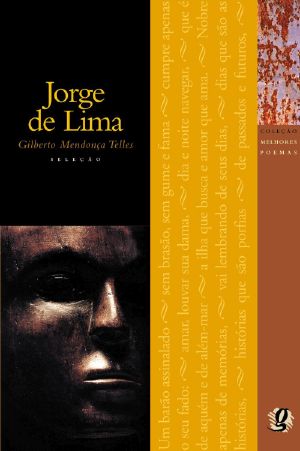 Jorge
de Lima
Gilberto Mendonça Telles
SELEÇÃO
COLEÇÃO
MELHORES
POEMAS
Um barão assinalado ~ sem brasão, sem gume e fama ~ cumpre apenas
o seu fado: ~ amar, louvar sua dama, ~ dia e noite navegar, ~ que é
de aquém e de além-mar ~ a ilha que busca e amor que ama. ~ Nobre
apenas de memórias, ~ vai lembrando de seus dias, ~ dias que são as
histórias, ~ histórias que são porfias ~ de passados e futuros,
g